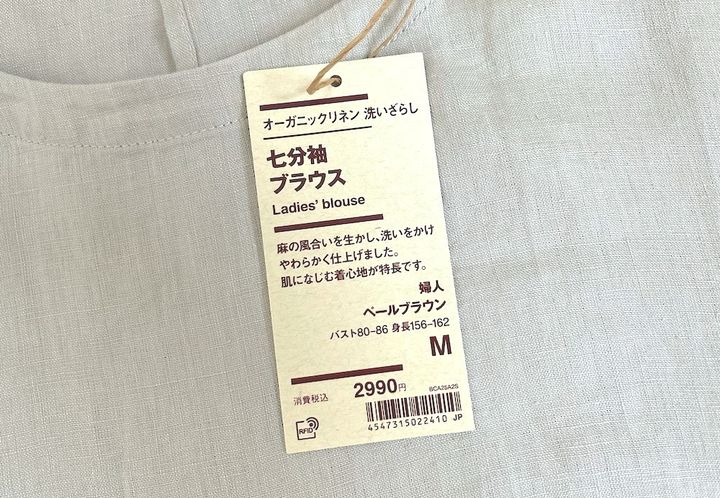 オーガニックリネン 洗いざらし
七分袖
ブラウス
Ladies' blouse
麻の風合いを生かし、洗いをかけ
やわらかく仕上げました。
肌になじむ着心地が特長です。
婦人
ペールブラウン
バスト80-86 身長156-162
M
消費税込 2990円
BCA25A2S
RFID
4547315022410 JP